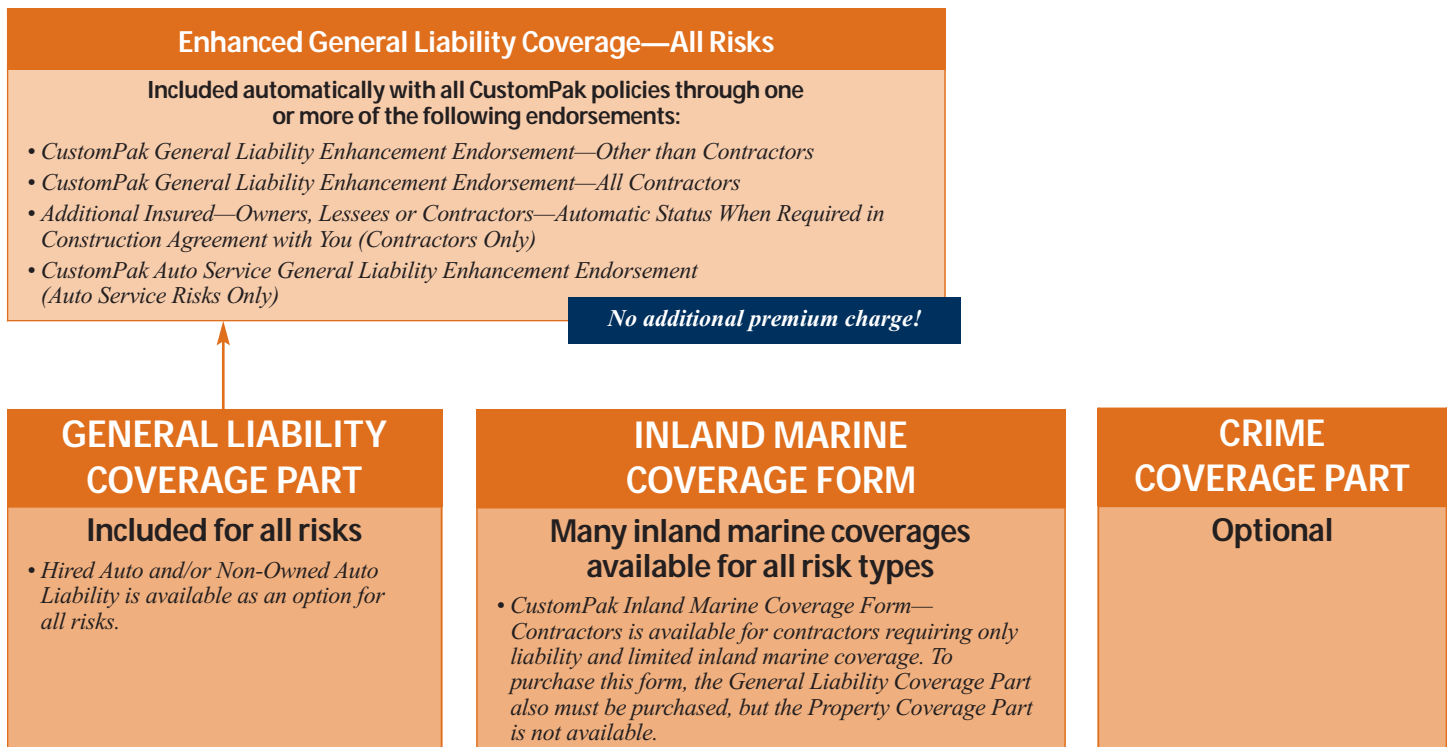 Enhanced General Liability Coverage—All Risks
Included automatically with all CustomPak policies through one
or more of the following endorsements:
• CustomPak General Liability Enhancement Endorsement—Other than Contractors
• CustomPak General Liability Enhancement Endorsement—All Contractors
• Additional Insured—Owners, Lessees or Contractors—Automatic Status When Required in
Construction Agreement with You (Contractors Only)
• CustomPak Auto Service General Liability Enhancement Endorsement
(Auto Service Risks Only)
No additional premium charge!
GENERAL LIABILITY
COVERAGE PART
Included for all risks
• Hired Auto and/or Non-Owned Auto
Liability is available as an option for
all risks.
INLAND MARINE
COVERAGE FORM
Many inland marine coverages
available for all risk types
• CustomPak Inland Marine Coverage Form—
Contractors is available for contractors requiring only
liability and limited inland marine coverage. To
purchase this form, the General Liability Coverage Part
also must be purchased, but the Property Coverage Part
is not available.
CRIME
COVERAGE PART
Optional